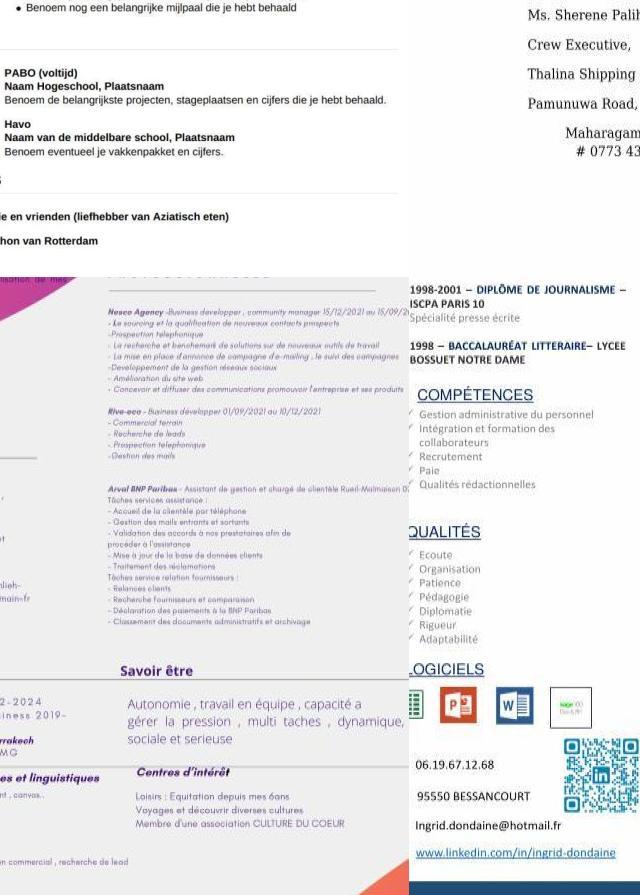 Benoem nog een belangrijke mijlpaal die je hebt behaald
PABO (voltijd)
Naam Hogeschool, Plaatsnaam
Benoem de belangrijkste projecten, stageplaatsen en cijfers die je hebt behaald.
Havo
Naam van de middelbare school, Plaatsnaam
Benoem eventueel je vakkenpakket en cijfers.
en vrienden (liefhebber van Aziatisch eten)
van Rotterdam
Ms. Sherene
Crew Executive,
Thalina Shipping
Pamunuwa Road,
Maharagam
# 0773 43
Nesco Agency -Business developper , community manager 15/12/2021 au 15/09/2
- Le sourcing et la qualification de nouveaux contacts prospects
-Prospection telephonique
- La recherche et benchmark de solutions sur de nouveaux outils de travail
- La mise en place d'annonce de campagne d'e-mailing , le suivi des campagnes
-Developpement de la gestion réseaux sociaux
- Amélioration du site web
- Concevoir et diffuser des communications promouvoir l'entreprise et ses produits
Rive-eco - Business développer 01/09/2021 au 10/12/2021
- Commercial terrain
- Recherche de leads
- Prospection telephonique
-Gestion des mails
Arval BNP Paribas - Assistant de gestion et chargé de clientèle Rueil-Malmaison
Tâches services assistance :
- Accueil de la clientèle par téléphone
- Gestion des mails entrants et sortants
- Validation des accords à nos prestataires afin de
procéder à l'assistance
- Mise à jour de la base de données clients
- Traitement des réclamations
Tâches service relation fournisseurs :
- Relances clients
- Recherche fournisseurs et comparaison
- Déclaration des paiements à la BNP Paribas
- Classement des documents administratifs et archivage
Savoir être
Autonomie , travail en équipe , capacité a
gérer la pression , multi taches , dynamique,
sociale et serieuse
2-2024
iness 2019-
rrakech
MG
es et linguistiques
nt , canvas..
Centres d'intérêt
Loisirs : Equitation depuis mes 6ans
Voyages et découvrir diverses cultures
Membre d'une association CULTURE DU COEUR
on commercial , recherche de lead
1998-2001 – DIPLÔME DE JOURNALISME –
ISCPA PARIS 10
Spécialité presse écrite
1998 – BACCALAURÉAT LITTERAIRE– LYCEE
BOSSUET NOTRE DAME
COMPÉTENCES
Gestion administrative du personnel
Intégration et formation des
collaborateurs
Recrutement
Paie
Qualités rédactionnelles
QUALITÉS
Ecoute
Organisation
Patience
Pédagogie
Diplomatie
Rigueur
Adaptabilité
LOGICIELS
06.19.67.12.68
95550 BESSANCOURT
Ingrid.dondaine@hotmail.fr
www.linkedin.com/in/ingrid-dondaine